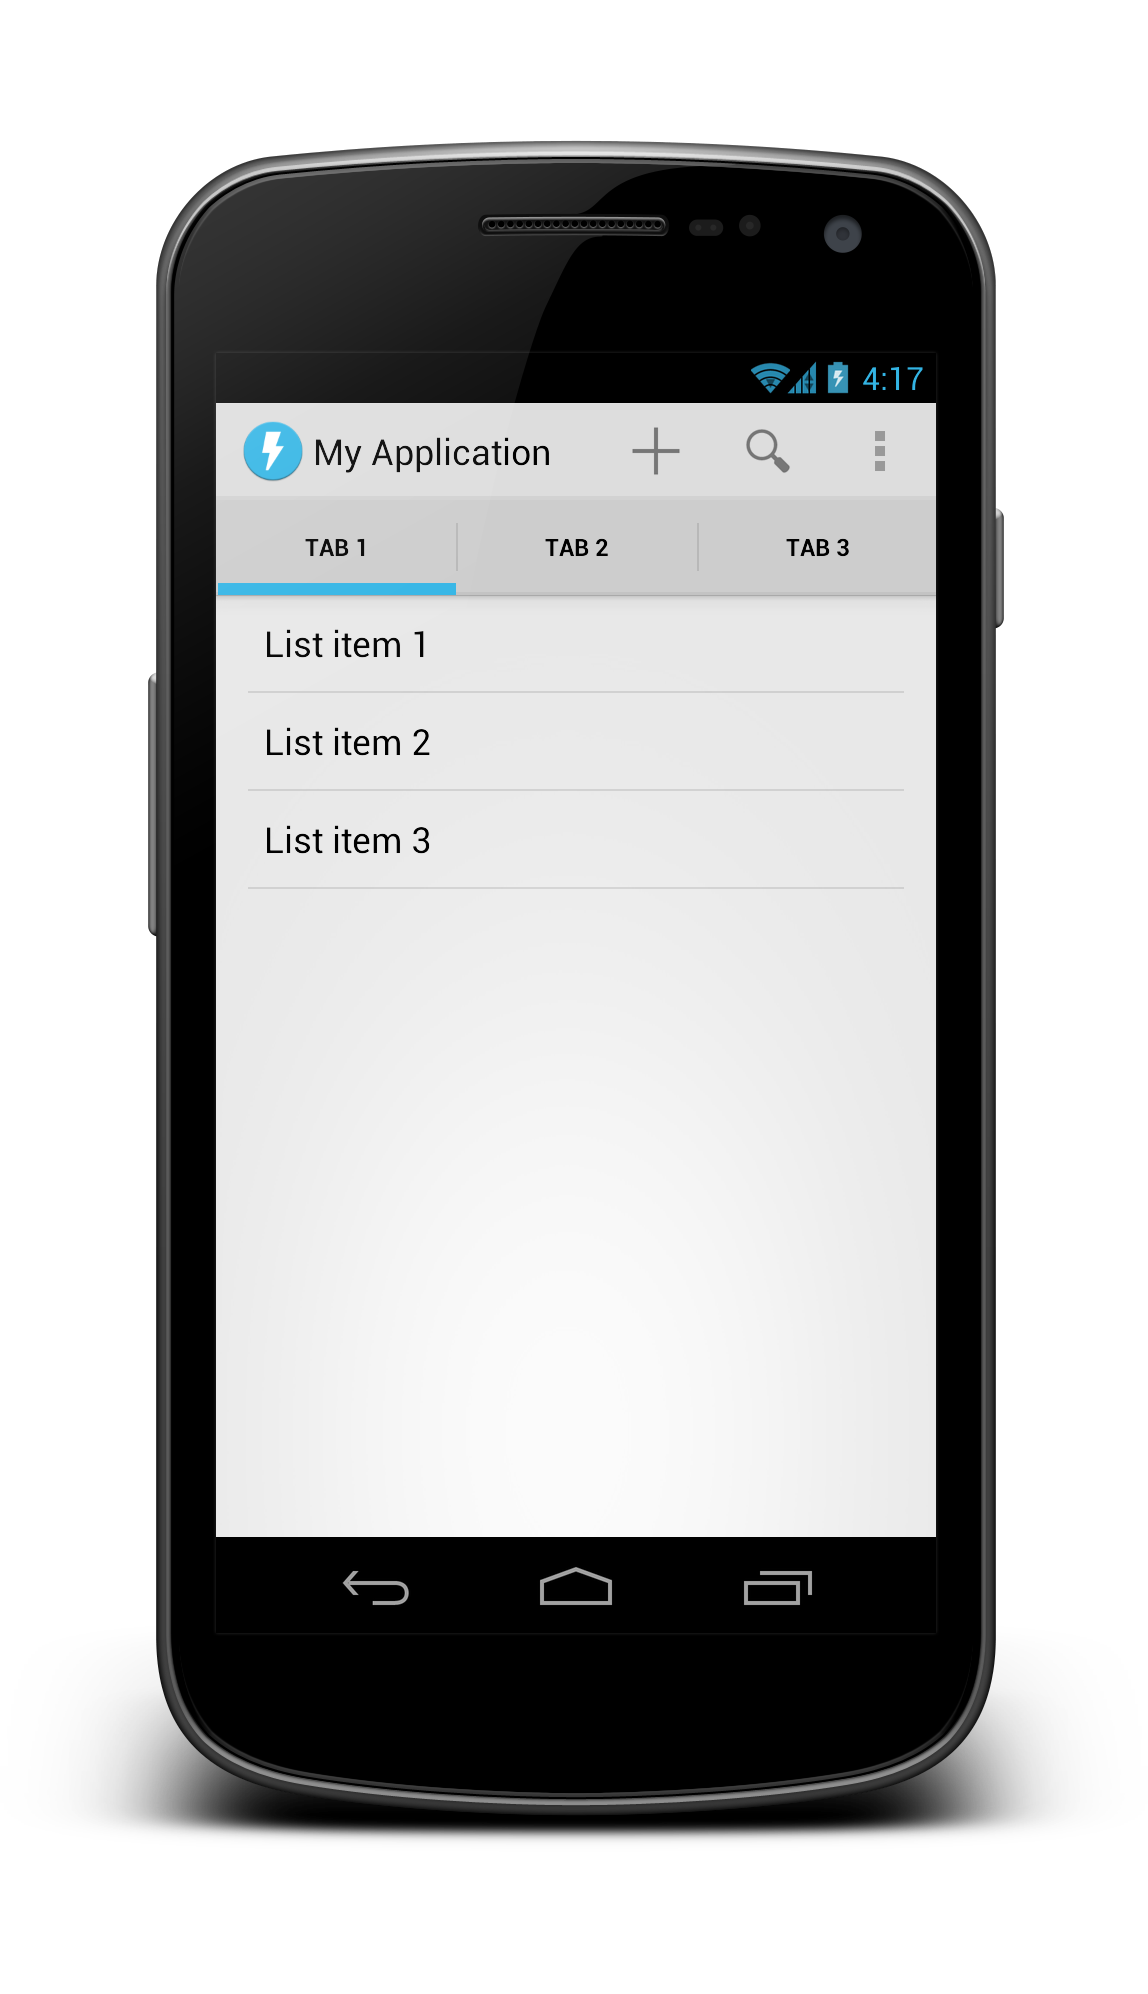 4:17
My Application
TAB 1 TAB 2 TAB 3
List item 1
List item 2
List item 3